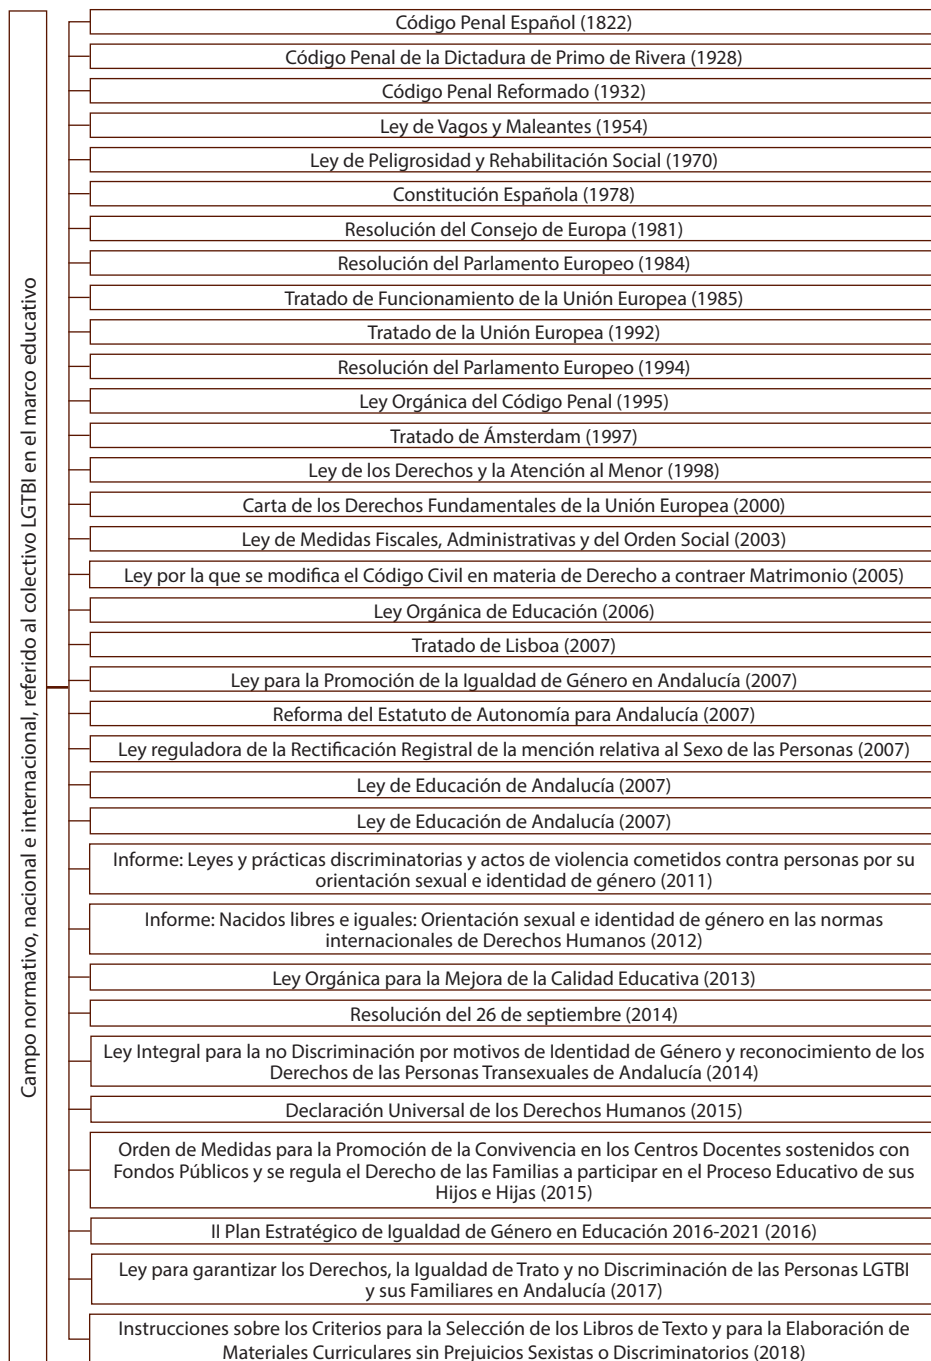 Campo normativo, nacional e internacional, referido al colectivo LGTBI en el marco educativo
Código Penal Español (1822)
Código Penal de la Dictadura de Primo de Rivera (1928)
Código Penal Reformado (1932)
Ley de Vagos y Maleantes (1954)
Ley de Peligrosidad y Rehabilitación Social (1970)
Constitución Española (1978)
Resolución del Consejo de Europa (1981)
Resolución del Parlamento Europeo (1984)
Tratado de Funcionamiento de la Unión Europea (1985)
Tratado de la Unión Europea (1992)
Resolución del Parlamento Europeo (1994)
Ley Orgánica del Código Penal (1995)
Tratado de Ámsterdam (1997)
Ley de los Derechos y la Atención al Menor (1998)
Carta de los Derechos Fundamentales de la Unión Europea (2000)
Ley de Medidas Fiscales, Administrativas y del Orden Social (2003)
Ley por la que se modifica el Código Civil en materia de Derecho a contraer Matrimonio (2005)
Ley Orgánica de Educación (2006)
Tratado de Lisboa (2007)
Ley para la Promoción de la Igualdad de Género en Andalucía (2007)
Reforma del Estatuto de Autonomía para Andalucía (2007)
Ley reguladora de la Rectificación Registral de la mención relativa al Sexo de las Personas (2007)
Ley de Educación de Andalucía (2007)
Ley de Educación de Andalucía (2007)
Informe: Leyes y prácticas discriminatorias y actos de violencia cometidos contra personas por su
orientación sexual e identidad de género (2011)
Informe: Nacidos libres e iguales: Orientación sexual e identidad de género en las normas
internacionales de Derechos Humanos (2012)
Ley Orgánica para la Mejora de la Calidad Educativa (2013)
Resolución del 26 de septiembre (2014)
Ley Integral para la no Discriminación por motivos de Identidad de Género y reconocimiento de los
Derechos de las Personas Transexuales de Andalucía (2014)
Declaración Universal de los Derechos Humanos (2015)
Orden de Medidas para la Promoción de la Convivencia en los Centros Docentes sostenidos con
Fondos Públicos y se regula el Derecho de las Familias a participar en el Proceso Educativo de sus
Hijos e Hijas (2015)
II Plan Estratégico de Igualdad de Género en Educación 2016-2021 (2016)
Ley para garantizar los Derechos, la Igualdad de Trato y no Discriminación de las Personas LGTBI
y sus Familiares en Andalucía (2017)
Instrucciones sobre los Criterios para la Selección de los Libros de Texto y para la Elaboración de
Materiales Curriculares sin Prejuicios Sexistas o Discriminatorios (2018)